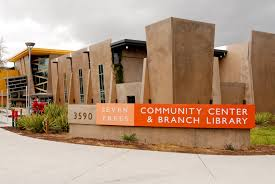 3590
SEVEN
TREES
COMMUNITY CENTER
& BRANCH LIBRARY